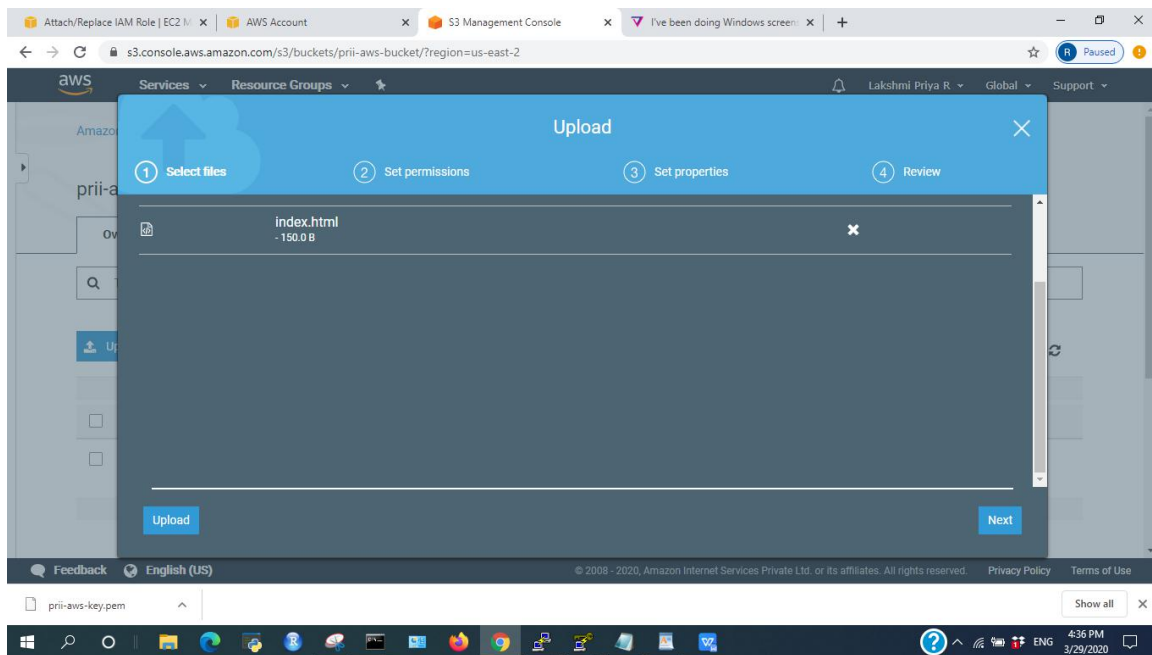 Attach/Replace IAM Role | EC2 M
AWS Account
S3 Management Console
I've been doing Windows screen
s3.console.aws.amazon.com/s3/buckets/prii-aws-bucket/?region=us-east-2
R Paused
aws Services Resource Groups Lakshmi Priya R Global Support
Amazo
Upload
1 Select files 2 Set permissions 3 Set properties 4 Review
prii-a
Ov
index.html
- 150.0 B
T
Up
Upload Next
Feedback English (US) © 2008 - 2020, Amazon Internet Services Private Ltd. or its affiliates. All rights reserved. Privacy Policy Terms of Use
prii-aws-key.pem Show all
ENG 4:36 PM
3/29/2020